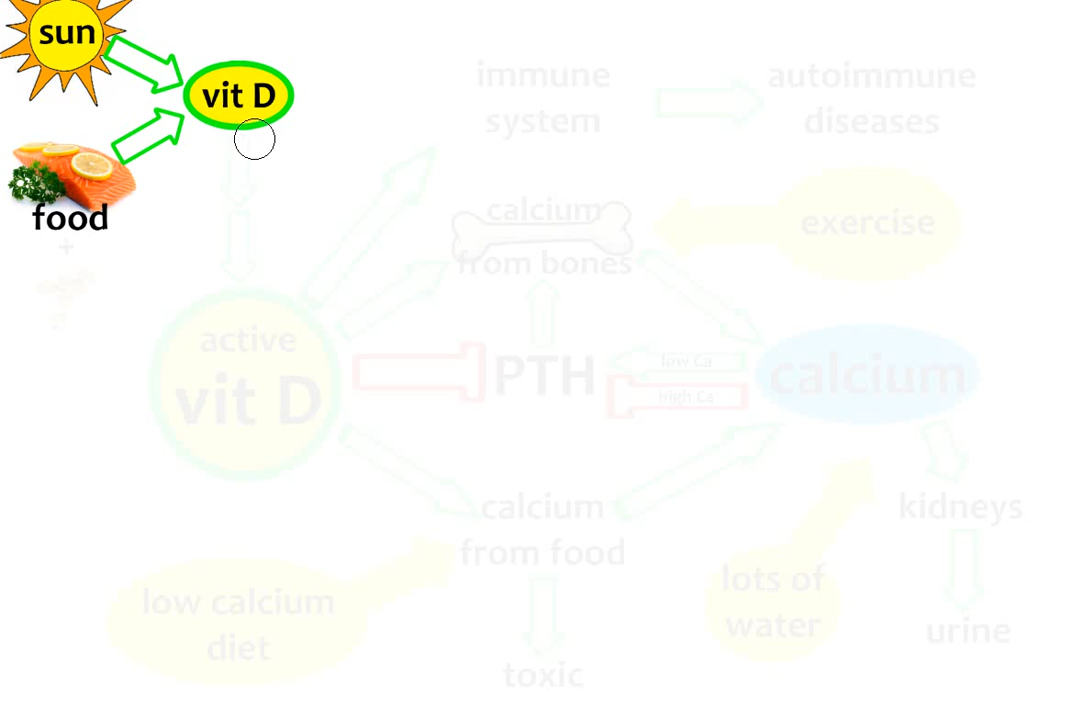 sun
vit D
food
+
immune
system
autoimmune
diseases
calcium
from bones
exercise
active
vit D
PTH
low Ca
high Ca
calcium
calcium
from food
kidneys
low calcium
diet
lots of
water
urine
toxic